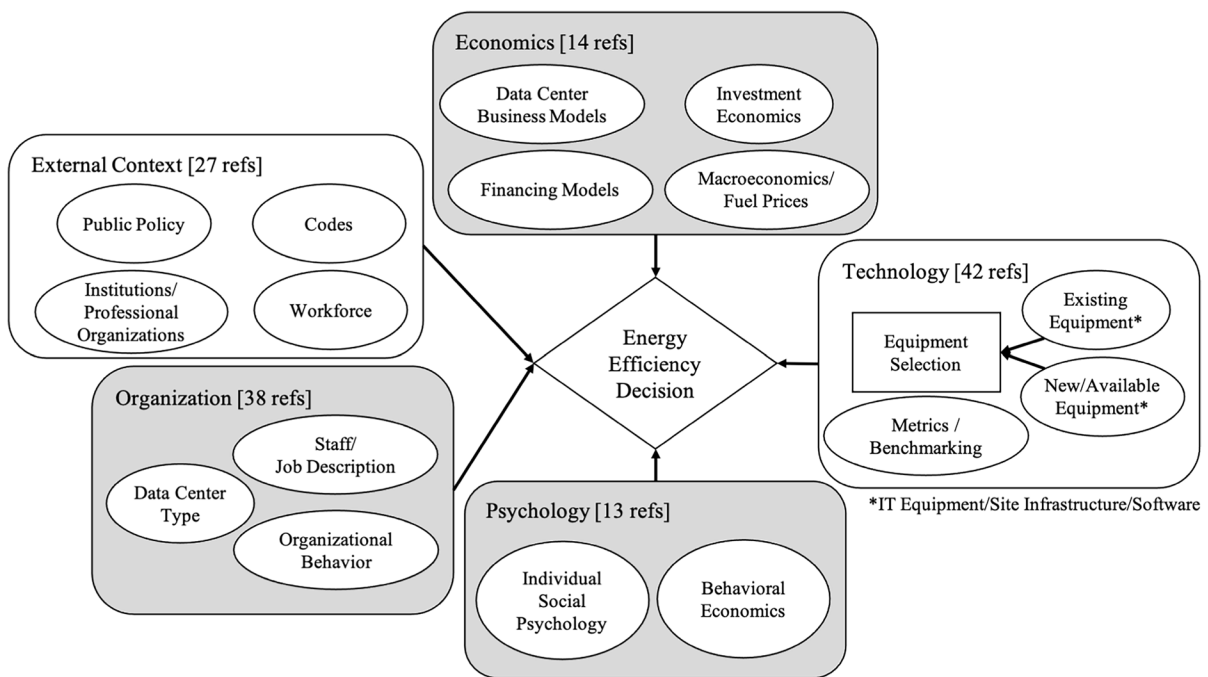 Economics [14 refs]
Data Center
Business Models
Investment
Economics
Financing Models
Macroeconomics/
Fuel Prices
External Context [27 refs]
Public Policy
Codes
Institutions/
Professional
Organizations
Workforce
Technology [42 refs]
Existing
Equipment*
Equipment
Selection
New/Available
Equipment*
Metrics /
Benchmarking
*IT Equipment/Site Infrastructure/Software
Energy
Efficiency
Decision
Organization [38 refs]
Staff/
Job Description
Data Center
Type
Organizational
Behavior
Psychology [13 refs]
Individual
Social
Psychology
Behavioral
Economics